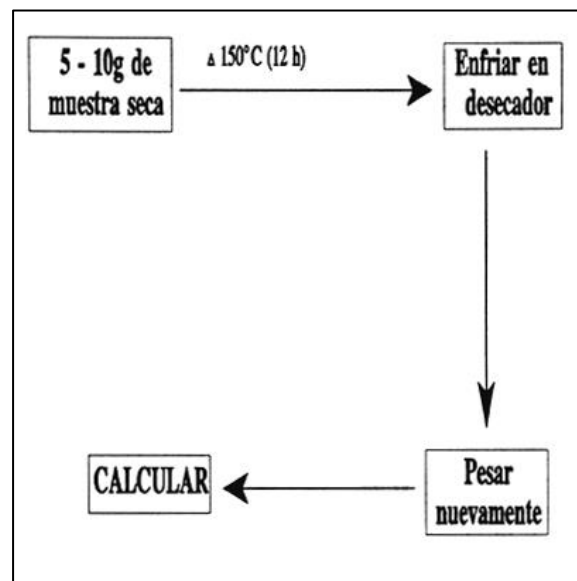 5 - 10g de
muestra seca
Δ 150°C (12 h)
Enfriar en
desecador
Pesar
nuevamente
CALCULAR